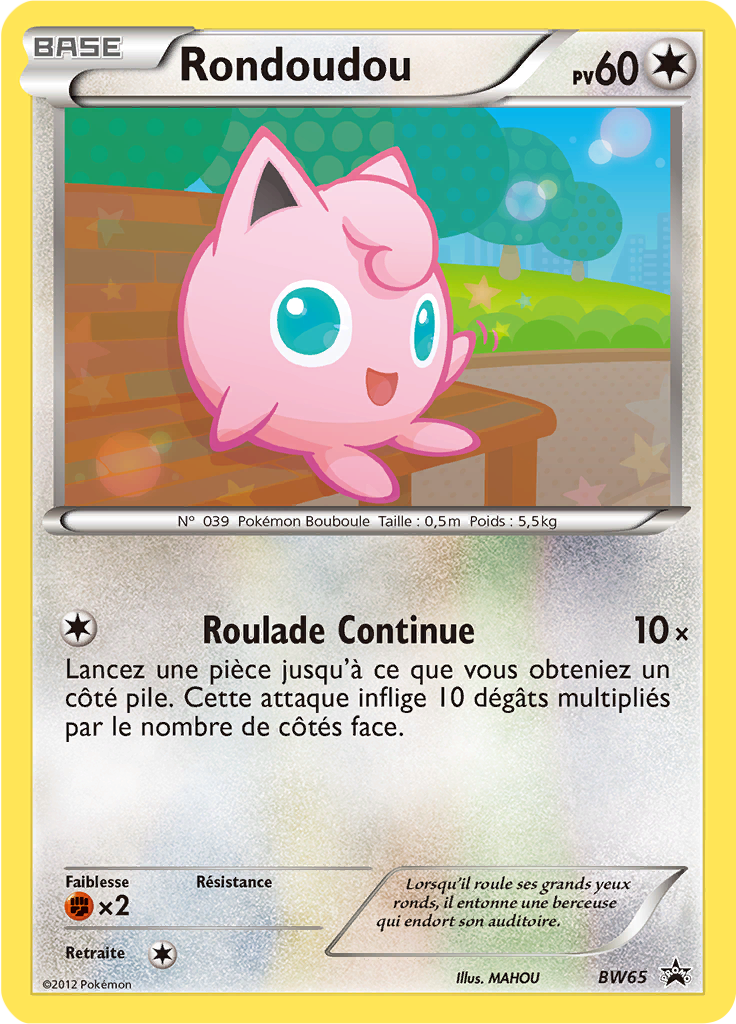 BASE
Rondoudou
PV60
N° 039 Pokémon Bouboule Taille : 0,5m Poids : 5,5kg
Roulade Continue 10×
Lancez une pièce jusqu'à ce que vous obteniez un
côté pile. Cette attaque inflige 10 dégâts multipliés
par le nombre de côtés face.
Faiblesse
×2
Résistance
Retraite
Lorsqu'il roule ses grands yeux
ronds, il entonne une berceuse
qui endort son auditoire.
©2012 Pokémon
Illus. MAHOU
BW65
PROMO